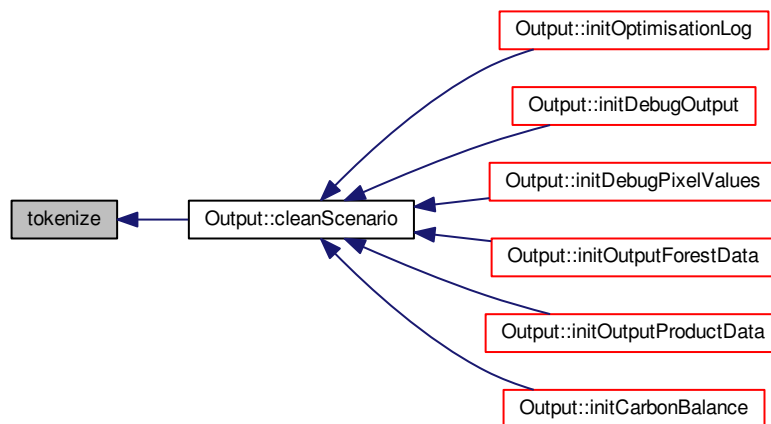 Output::initOptimisationLog
Output::initDebugOutput
Output::initDebugPixelValues
tokenize
Output::cleanScenario
Output::initOutputForestData
Output::initOutputProductData
Output::initCarbonBalance